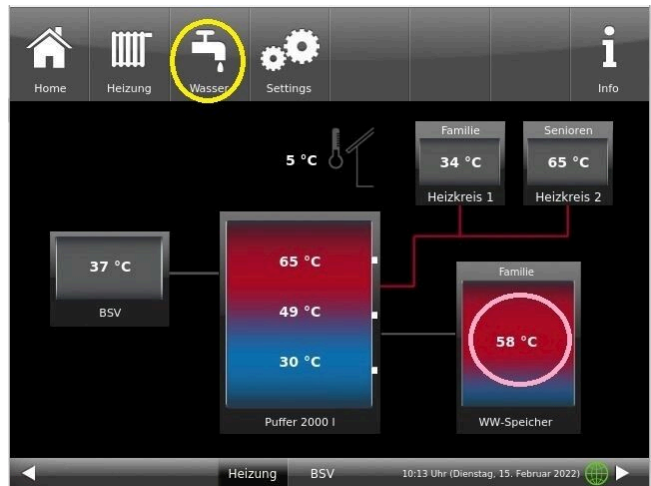 Home
Heizung
Wasser
Settings
Info
5 °C
Familie
34 °C
Heizkreis 1
Senioren
65 °C
Heizkreis 2
37 °C
BSV
65 °C
49 °C
30 °C
Puffer 2000 l
Familie
58 °C
WW-Speicher
Heizung
BSV
10:13 Uhr (Dienstag, 15. Februar 2022)